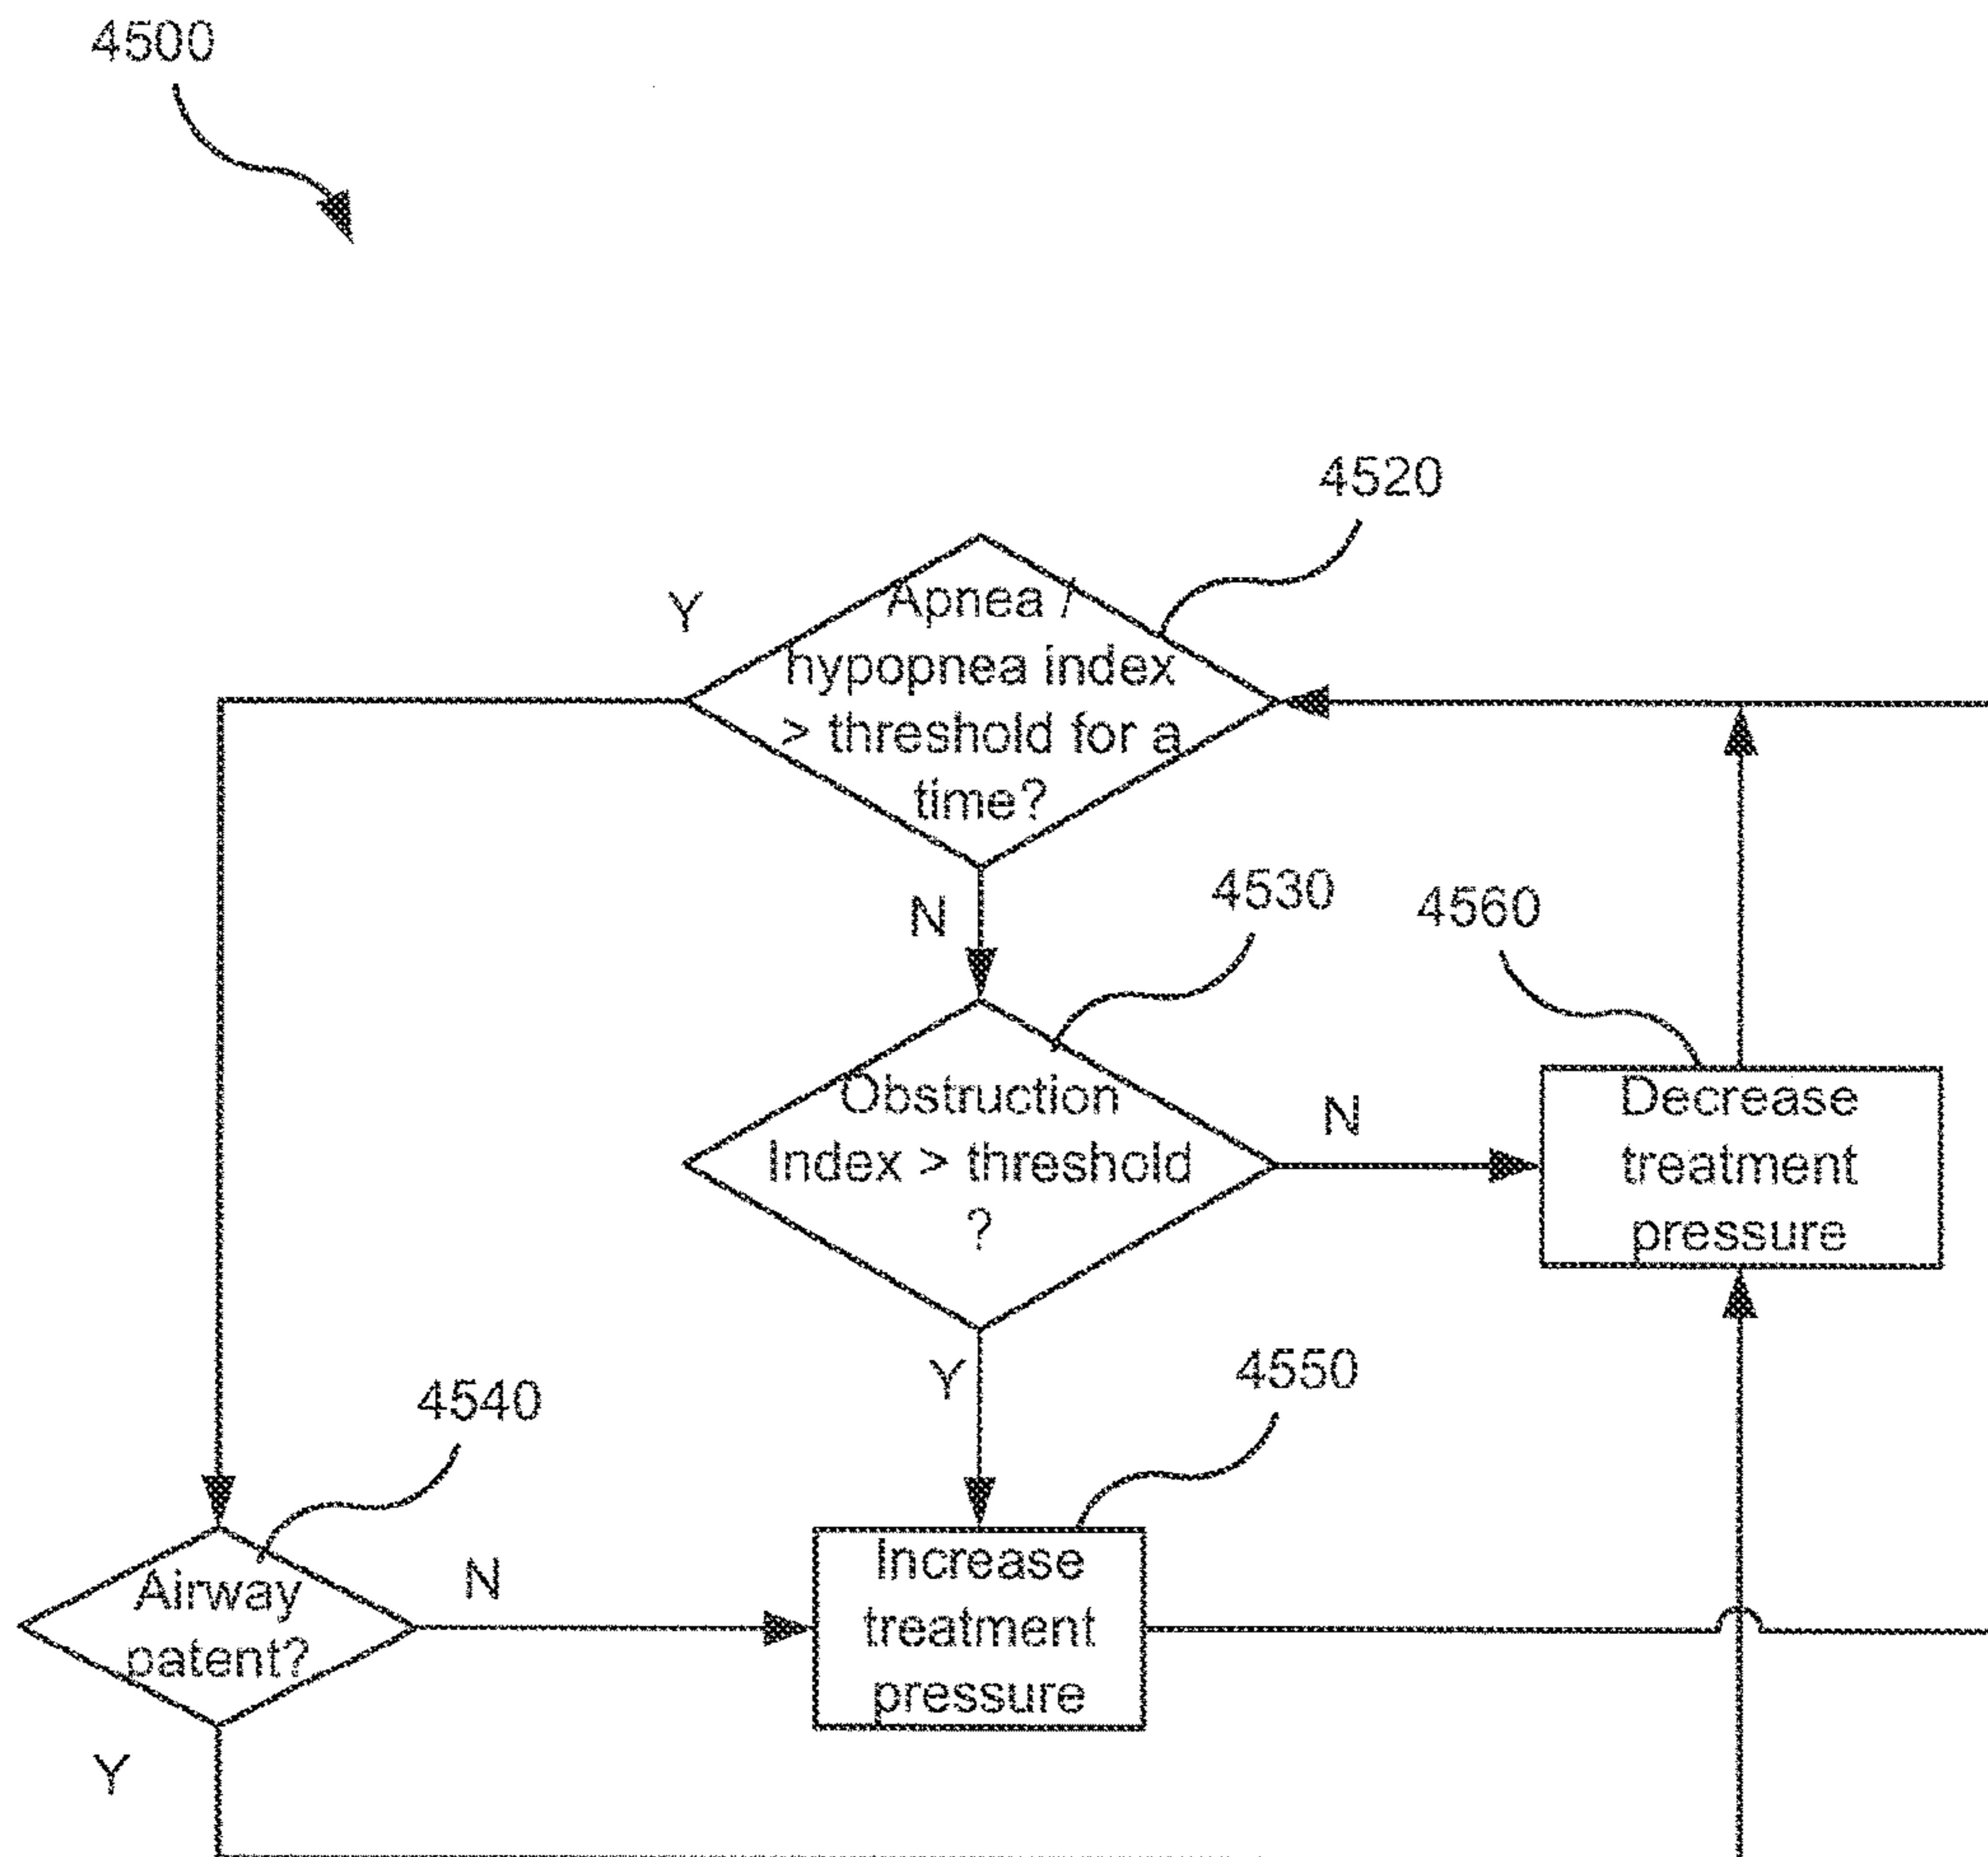 4500
4520
Y
Apnea /
hypopnea index
> threshold for a
time?
N
4530
4560
Obstruction
Index > threshold
?
N
Decrease
treatment
pressure
Y
4550
4540
Airway
patent?
N
Increase
treatment
pressure
Y